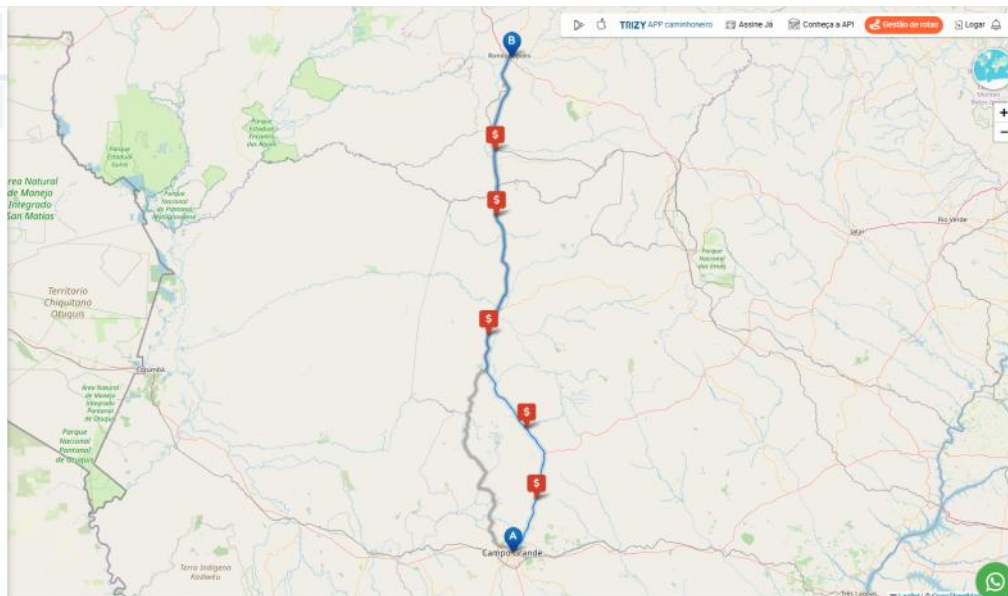 TRIZY APP caminhoneiro
Assine Já
Conheça a API
Gestão de rotas
Logar
B
$
Parque
Estadual
Encontro
das Águas
Parque
Estadual
Guirá
Parque
Nacional
do Pantanal
Matogrossense
Área Natural
de Manejo
Integrado
San Matías
$
Rio Verde
Jataí
Parque
Nacional
das Emas
Territorio
Chiquitano
Otuquis
$
Corumbá
Área Natural
de Manejo
Integrado
Pantanal
de Otuquis
$
Parque
Nacional
Pantanal
de Otuquis
$
A
Campo Grande
Terra Indígena
Kadiwéu
Três Lagoas
+
−